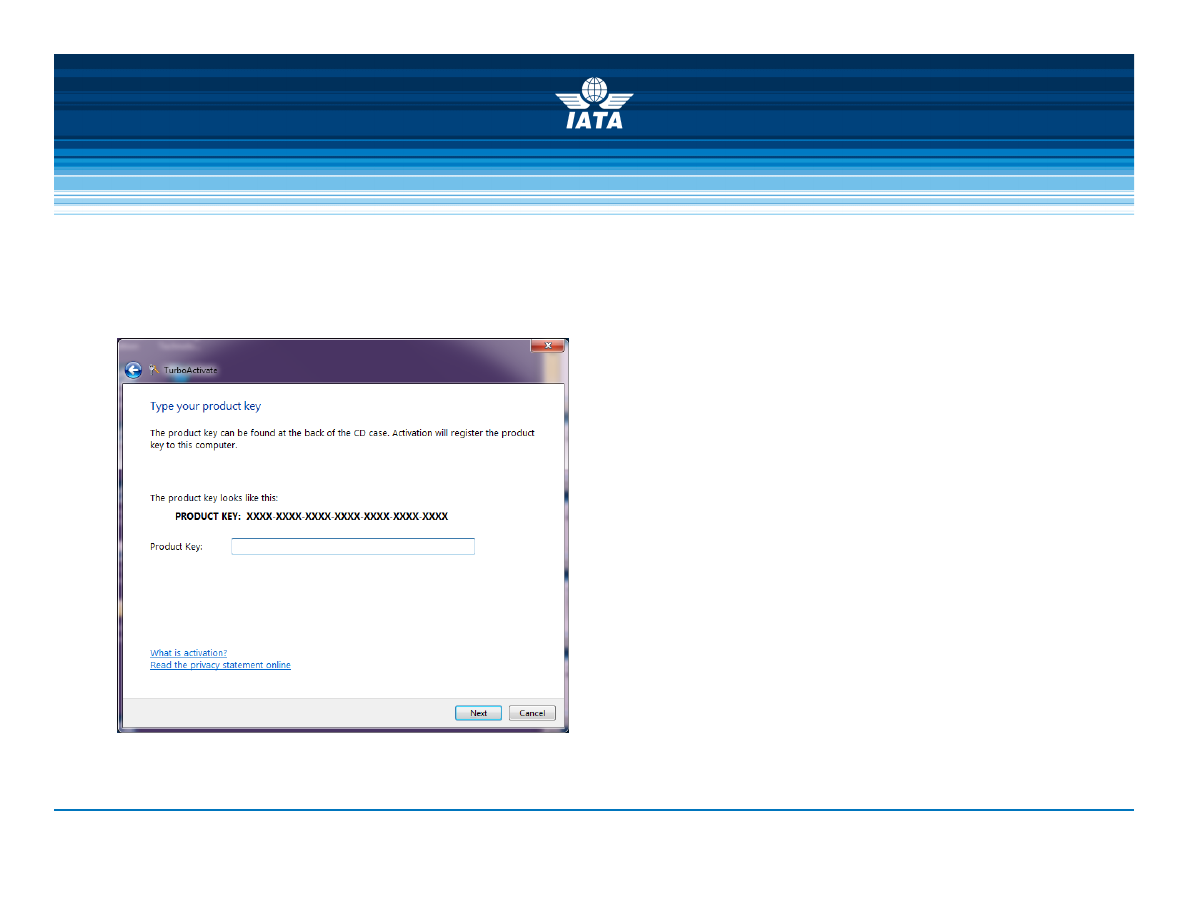 IATA
TurboActivate
Type your product key
The product key can be found at the back of the CD case. Activation will register the product
key to this computer.
The product key looks like this:
PRODUCT KEY: XXXX-XXXX-XXXX-XXXX-XXXX-XXXX-XXXX
Product Key:
What is activation?
Read the privacy statement online
Next Cancel